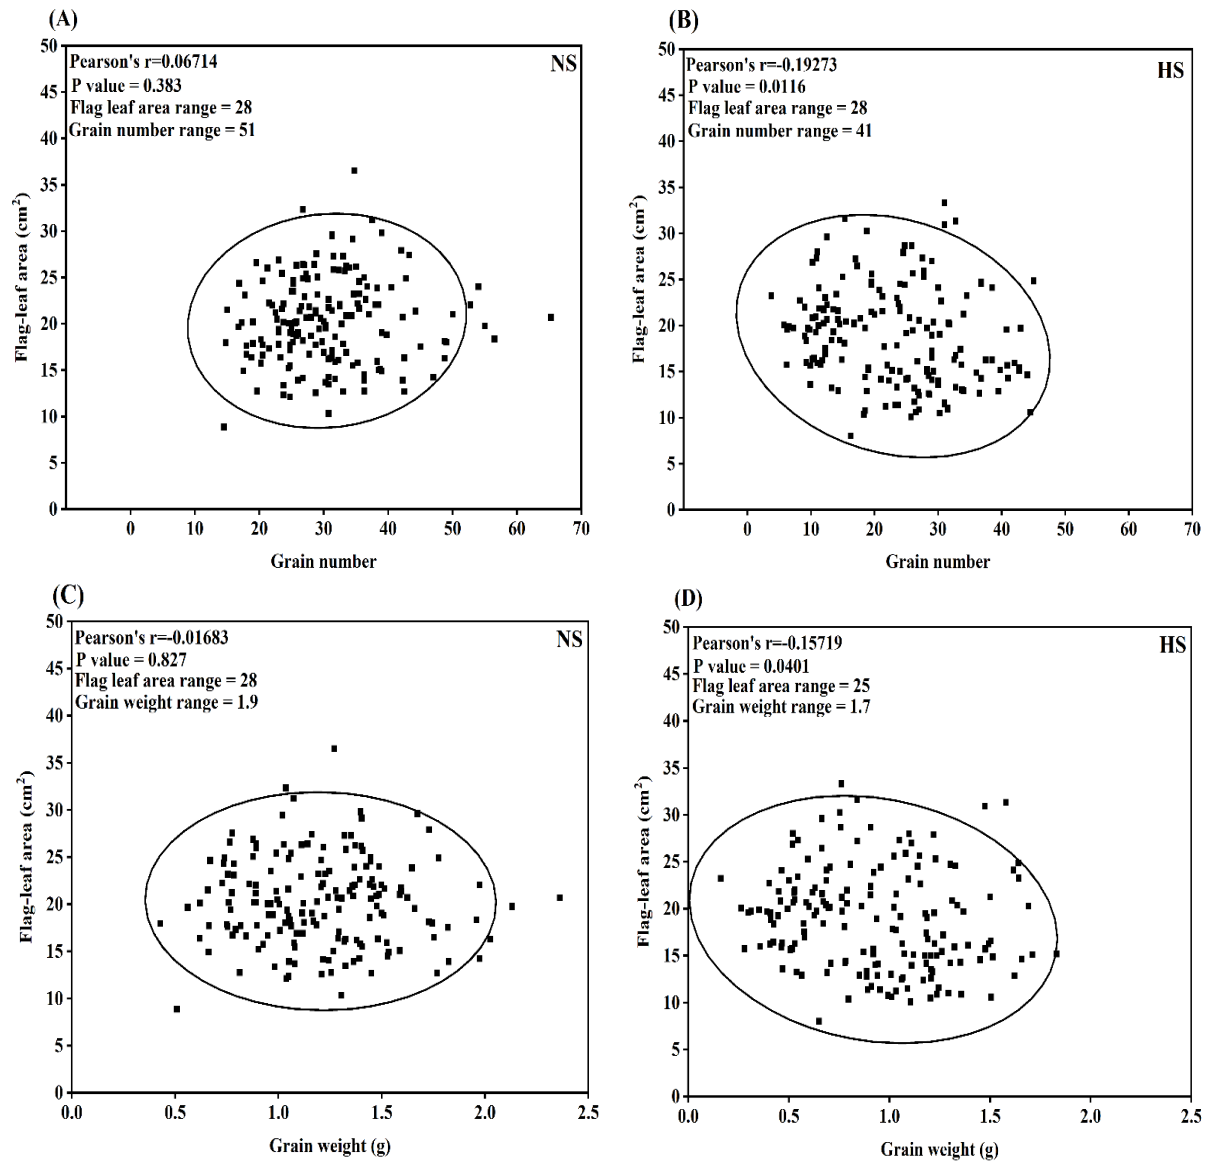 (A)
NS
Pearson's r=0.06714
P value = 0.383
Flag leaf area range = 28
Grain number range = 51
50
45
40
35
30
25
20
15
10
5
0
Flag-leaf area (cm²)
0 10 20 30 40 50 60 70
Grain number
(B)
HS
Pearson's r=-0.19273
P value = 0.0116
Flag leaf area range = 28
Grain number range = 41
50
45
40
35
30
25
20
15
10
5
0
Flag-leaf area (cm²)
0 10 20 30 40 50 60 70
Grain number
(C)
NS
Pearson's r=-0.01683
P value = 0.827
Flag leaf area range = 28
Grain weight range = 1.9
50
45
40
35
30
25
20
15
10
5
0
Flag-leaf area (cm²)
0.0 0.5 1.0 1.5 2.0 2.5
Grain weight (g)
(D)
HS
Pearson's r=-0.15719
P value = 0.0401
Flag leaf area range = 25
Grain weight range = 1.7
50
45
40
35
30
25
20
15
10
5
0
Flag-leaf area (cm²)
0.0 0.5 1.0 1.5 2.0 2.5
Grain weight (g)